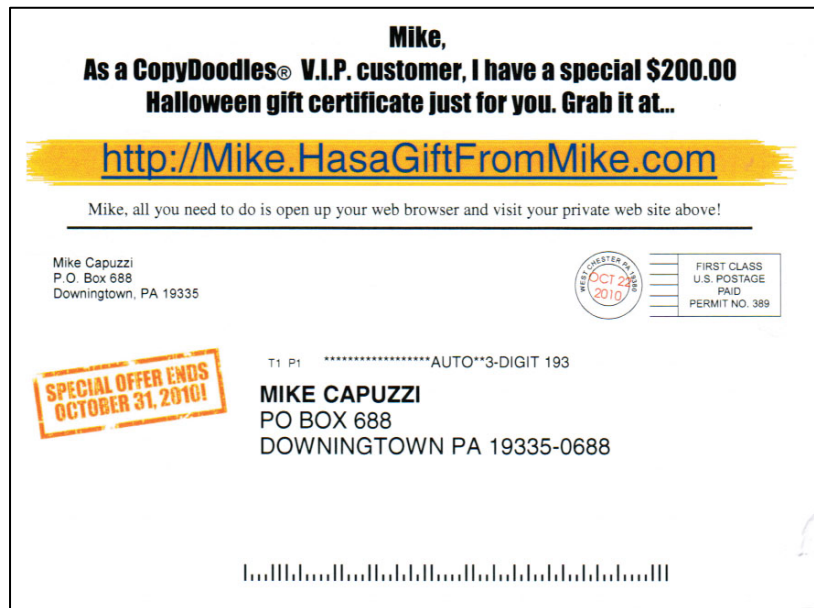 Mike,
As a CopyDoodles® V.I.P. customer, I have a special $200.00
Halloween gift certificate just for you. Grab it at...
http://Mike.HasaGiftFromMike.com
Mike, all you need to do is open up your web browser and visit your private web site above!
Mike Capuzzi
P.O. Box 688
Downingtown, PA 19335
WEST CHESTER PA 19380
OCT 22
2010
FIRST CLASS
U.S. POSTAGE
PAID
PERMIT NO. 389
SPECIAL OFFER ENDS
OCTOBER 31, 2010!
T1 P1 ******************AUTO**3-DIGIT 193
MIKE CAPUZZI
PO BOX 688
DOWNINGTOWN PA 19335-0688